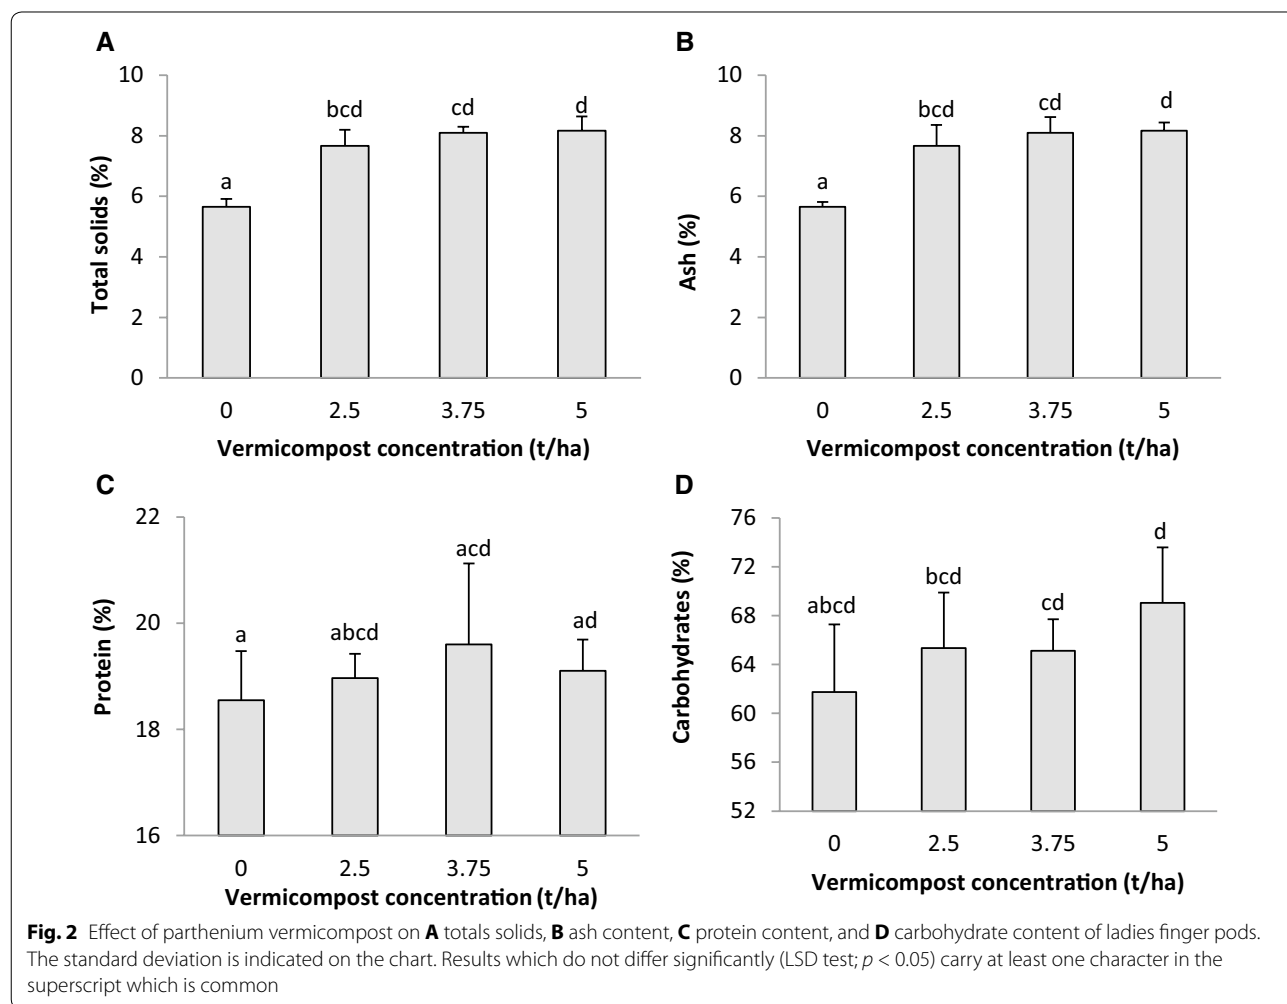 A
10
8
6
4
2
0
Total solids (%)
a
bcd
cd
d
0 2.5 3.75 5
Vermicompost concentration (t/ha)
B
10
8
6
4
2
0
Ash (%)
a
bcd
cd
d
0 2.5 3.75 5
Vermicompost concentration (t/ha)
C
22
20
18
16
Protein (%)
a
abcd
acd
ad
0 2.5 3.75 5
Vermicompost concentration (t/ha)
D
76
72
68
64
60
56
52
Carbohydrates (%)
abcd
bcd
cd
d
0 2.5 3.75 5
Vermicompost concentration (t/ha)
Fig. 2 Effect of parthenium vermicompost on A totals solids, B ash content, C protein content, and D carbohydrate content of ladies finger pods.
The standard deviation is indicated on the chart. Results which do not differ significantly (LSD test; p < 0.05) carry at least one character in the
superscript which is common